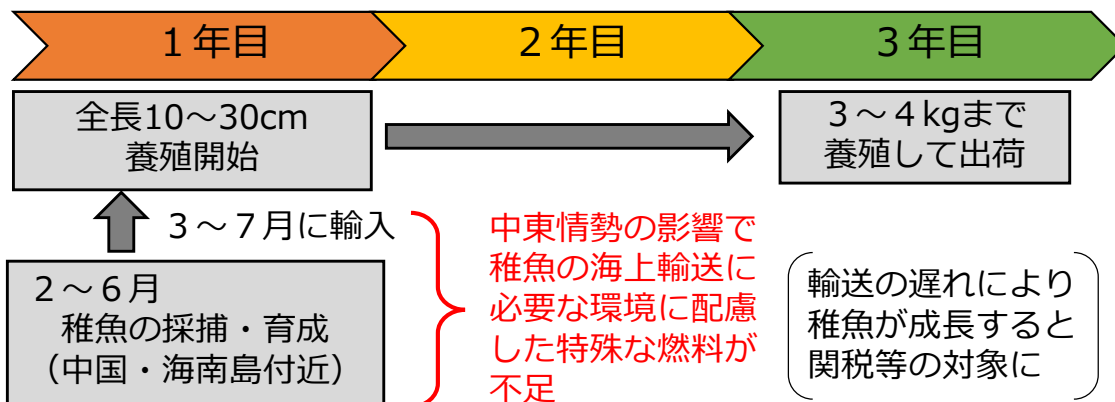 １年目
２年目
３年目
全長10～30cm
養殖開始
３～４kgまで
養殖して出荷
３～７月に輸入
２～６月
稚魚の採捕・育成
（中国・海南島付近）
中東情勢の影響で
稚魚の海上輸送に
必要な環境に配慮
した特殊な燃料が
不足
輸送の遅れにより
稚魚が成長すると
関税等の対象に